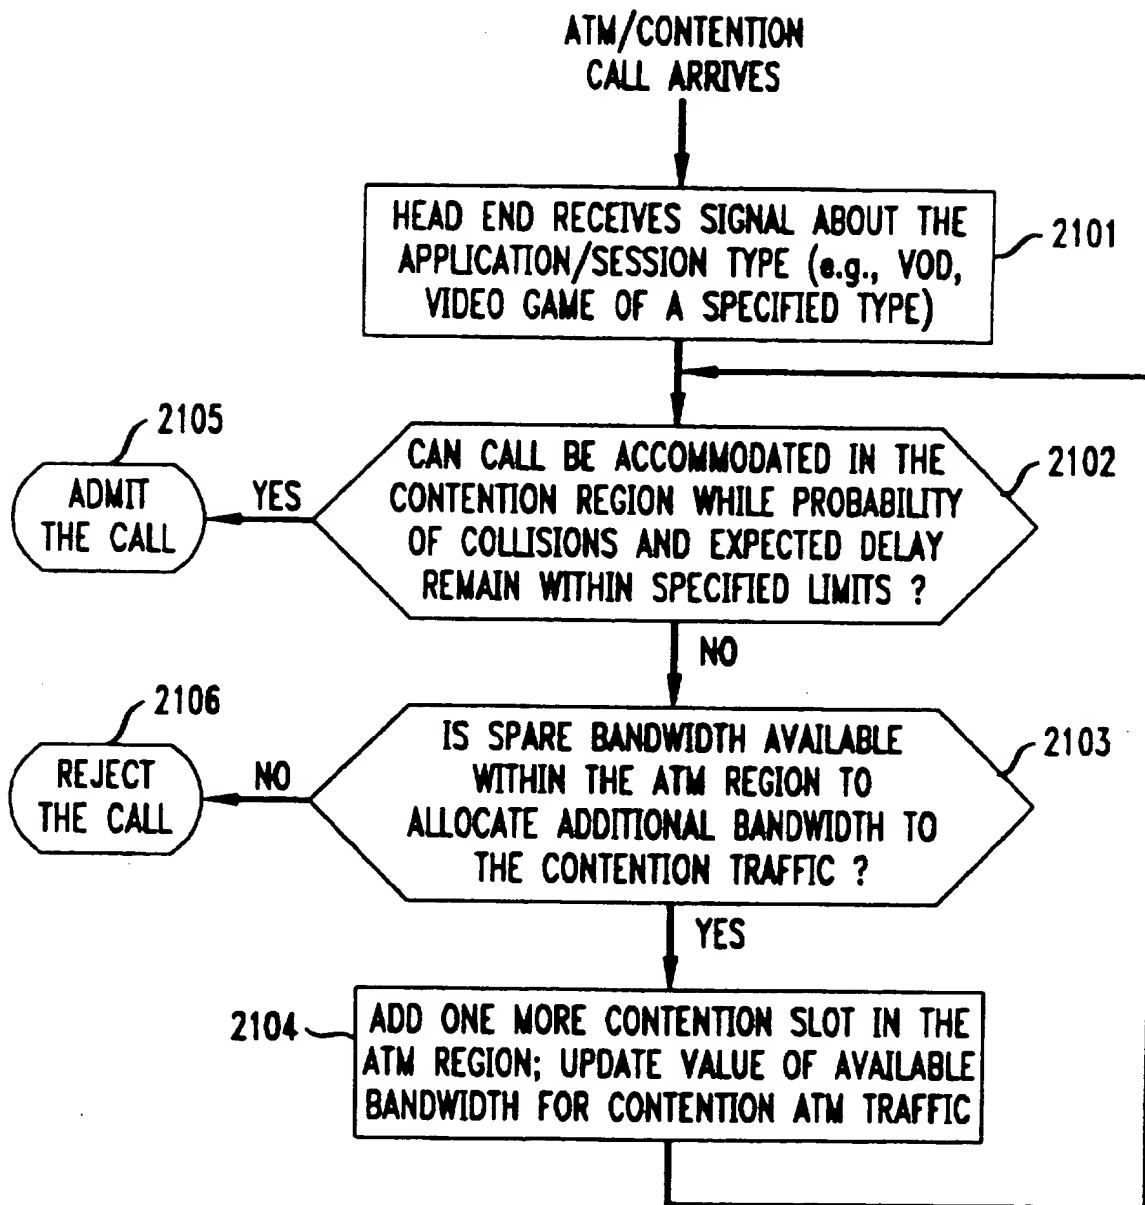 ATM/CONTENTION
CALL ARRIVES
HEAD END RECEIVES SIGNAL ABOUT THE
APPLICATION/SESSION TYPE (e.g., VOD,
VIDEO GAME OF A SPECIFIED TYPE)
2101
2105
ADMIT
THE CALL
YES
CAN CALL BE ACCOMMODATED IN THE
CONTENTION REGION WHILE PROBABILITY
OF COLLISIONS AND EXPECTED DELAY
REMAIN WITHIN SPECIFIED LIMITS ?
2102
NO
2106
REJECT
THE CALL
NO
IS SPARE BANDWIDTH AVAILABLE
WITHIN THE ATM REGION TO
ALLOCATE ADDITIONAL BANDWIDTH TO
THE CONTENTION TRAFFIC ?
2103
YES
2104
ADD ONE MORE CONTENTION SLOT IN THE
ATM REGION; UPDATE VALUE OF AVAILABLE
BANDWIDTH FOR CONTENTION ATM TRAFFIC